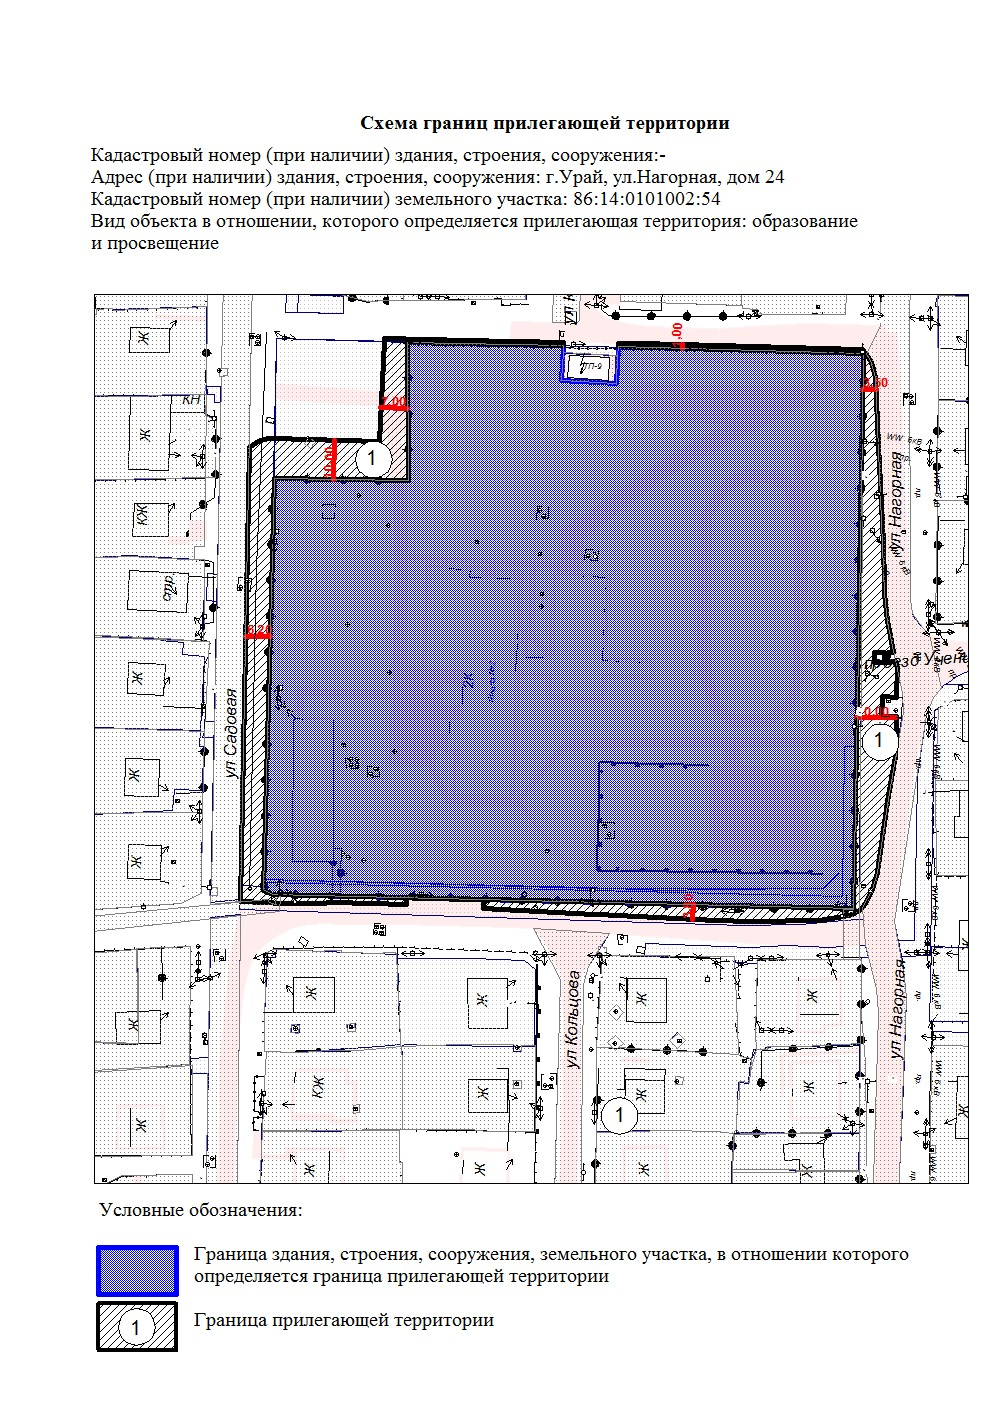 Схема границ прилегающей территории
Кадастровый номер (при наличии) здания, строения, сооружения:-
Адрес (при наличии) здания, строения, сооружения: г.Урай, ул.Нагорная, дом 24
Кадастровый номер (при наличии) земельного участка: 86:14:0101002:54
Вид объекта в отношении, которого определяется прилегающая территория: образование
и просвещение
Ж
КН
Ж
1
КЖ
стр.
ул Нагорная
ул Садовая
2К
Ж
Ж
1
Ж
ул Кольцова
ул Нагорная
Ж
Ж
Ж
Ж
Ж
КЖ
Ж
Ж
Ж
1
Ж
Ж
Ж
Ж
Ж
Условные обозначения:
Граница здания, строения, сооружения, земельного участка, в отношении которого
определяется граница прилегающей территории
1
Граница прилегающей территории